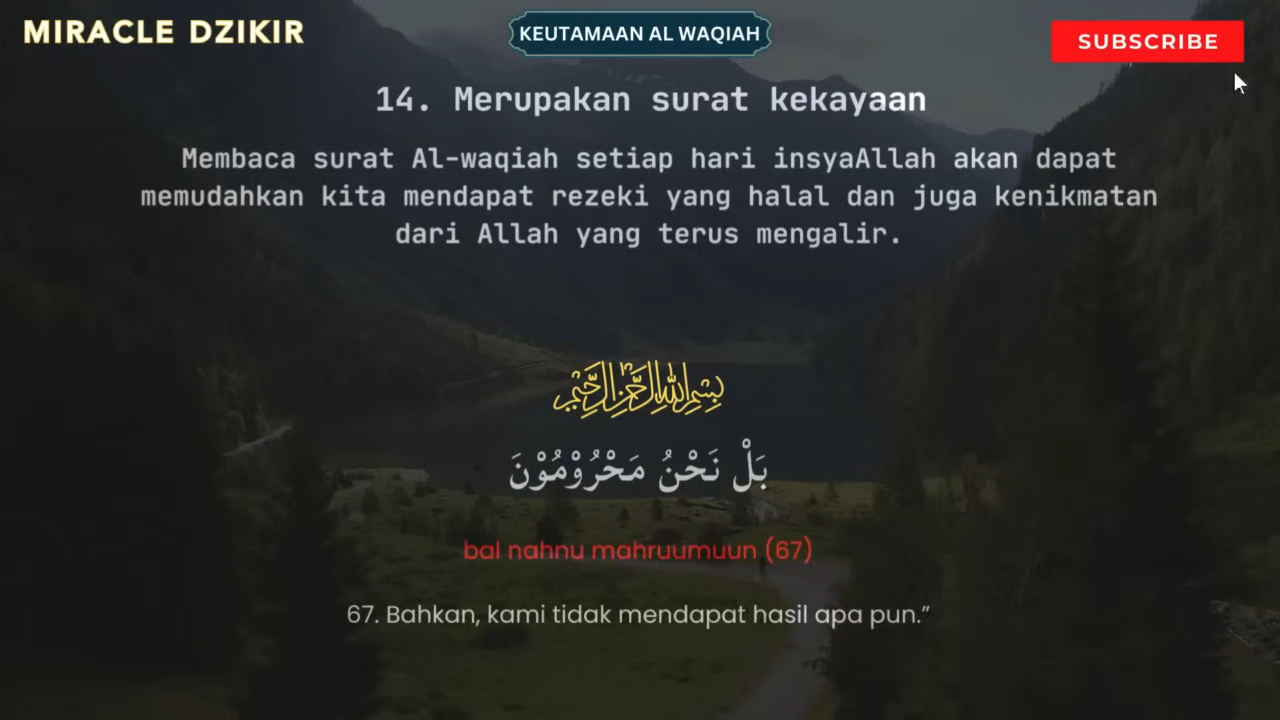 MIRACLE DZIKIR
KEUTAMAAN AL WAQIAH
SUBSCRIBE
14. Merupakan surat kekayaan
Membaca surat Al-waqiah setiap hari insyaAllah akan dapat
memudahkan kita mendapat rezeki yang halal dan juga kenikmatan
dari Allah yang terus mengalir.
بِسْمِ اللهِ الرَّحْمٰنِ الرَّحِيْمِ
بَلْ نَحْنُ مَحْرُوْمُوْنَ
bal nahnu mahruumuun (67)
67. Bahkan, kami tidak mendapat hasil apa pun.”